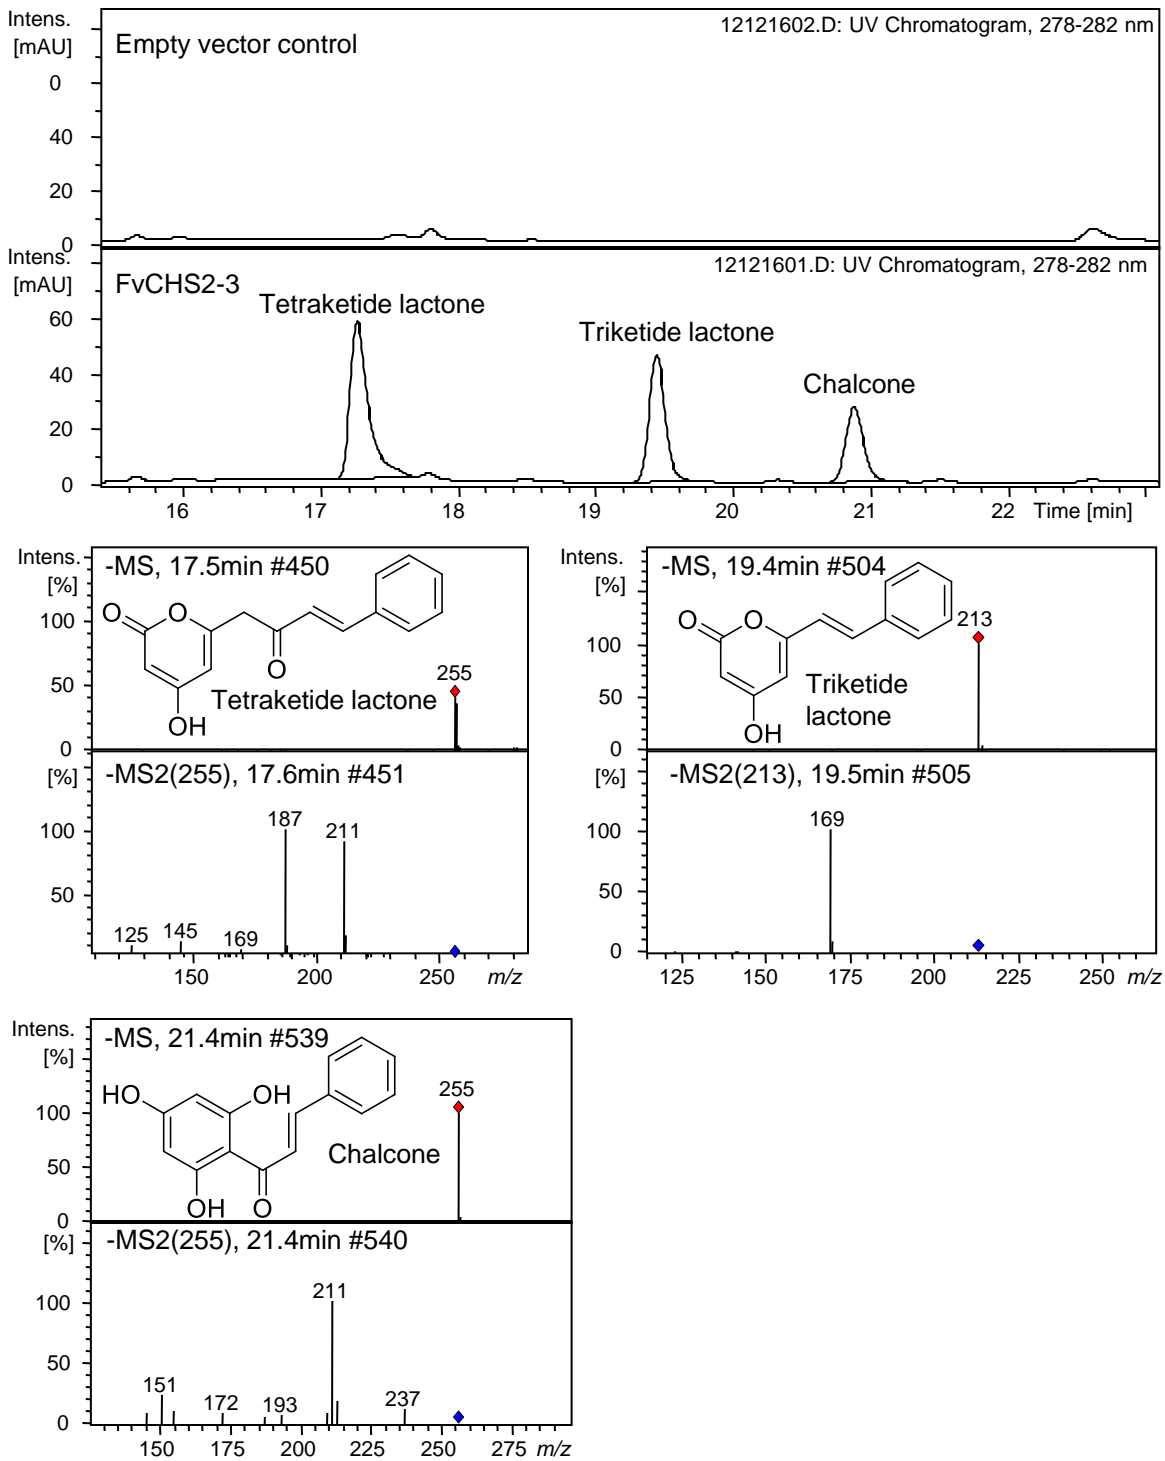 Intens.
[mAU]
12121602.D: UV Chromatogram, 278-282 nm
Empty vector control
0
40
20
0
Intens.
[mAU]
12121601.D: UV Chromatogram, 278-282 nm
FvCHS2-3
Tetraketide lactone
Triketide lactone
Chalcone
60
40
20
0
16 17 18 19 20 21 22 Time [min]
Intens.
[%]
-MS, 17.5min #450
O O
O
OH
Tetraketide lactone
255
100
50
0
[%]
-MS2(255), 17.6min #451
187
211
125 145 169
100
50
150 200 250 m/z
Intens.
[%]
-MS, 19.4min #504
O O
OH
Triketide
lactone
213
100
50
0
[%]
-MS2(213), 19.5min #505
169
100
50
0
125 150 175 200 225 250 m/z
Intens.
[%]
-MS, 21.4min #539
HO OH
OH O
Chalcone
255
100
50
0
[%]
-MS2(255), 21.4min #540
211
151 172 193 237
100
50
0
150 175 200 225 250 275 m/z